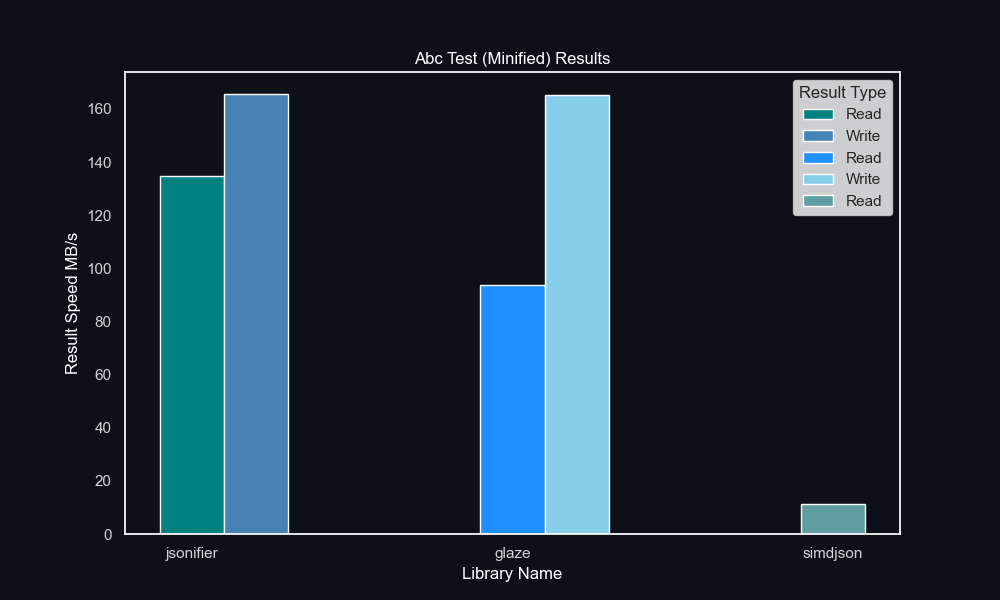 Abc Test (Minified) Results
Result Type
Read
Write
Read
Write
Read
Result Speed MB/s
160
140
120
100
80
60
40
20
0
jsonifier glaze simdjson
Library Name